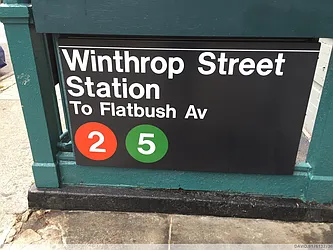 Winthrop Street
Station
To Flatbush Av
2 5